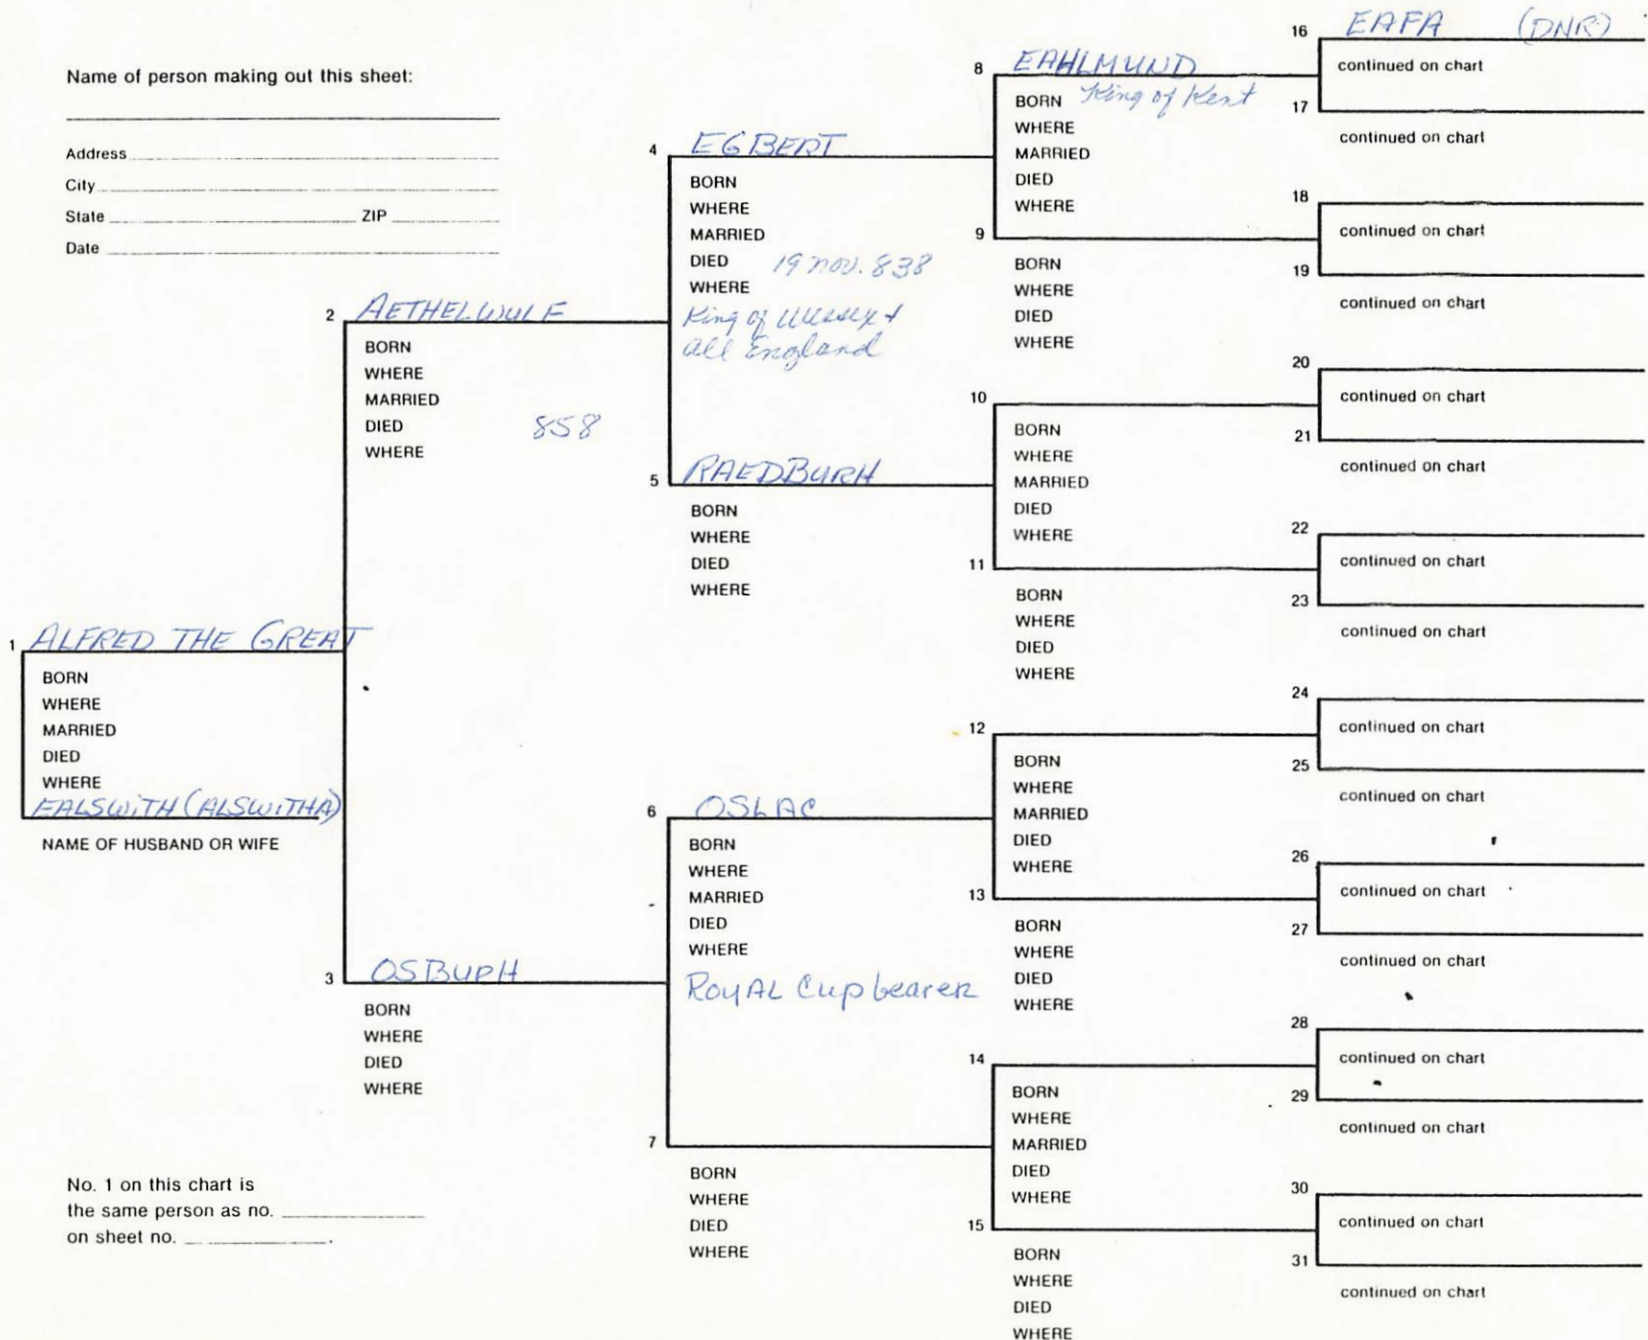 Name of person making out this sheet:
Address
City
State ZIP
Date
1 ALFRED THE GREAT
BORN
WHERE
MARRIED
DIED
WHERE
EALSWITH (ALSWITHA)
NAME OF HUSBAND OR WIFE
No. 1 on this chart is
the same person as no.
on sheet no. .
2 AETHELWULF
BORN
WHERE
MARRIED
DIED 858
WHERE
3 OSBURH
BORN
WHERE
DIED
WHERE
4 EGBERT
BORN
WHERE
MARRIED
DIED 19 Nov. 838
WHERE
King of Wessex +
all England
5 RAEDBURH
BORN
WHERE
DIED
WHERE
6 OSLAC
BORN
WHERE
MARRIED
DIED
WHERE
ROYAL Cupbearer
7
BORN
WHERE
DIED
WHERE
8 EAHLMUND
BORN King of Kent
WHERE
MARRIED
DIED
WHERE
9
BORN
WHERE
DIED
WHERE
10
BORN
WHERE
MARRIED
DIED
WHERE
11
BORN
WHERE
DIED
WHERE
12
BORN
WHERE
MARRIED
DIED
WHERE
13
BORN
WHERE
DIED
WHERE
14
BORN
WHERE
MARRIED
DIED
WHERE
15
BORN
WHERE
DIED
WHERE
16 EAFA (DNR)
continued on chart
17
continued on chart
18
continued on chart
19
continued on chart
20
continued on chart
21
continued on chart
22
continued on chart
23
continued on chart
24
continued on chart
25
continued on chart
26
continued on chart
27
continued on chart
28
continued on chart
29
continued on chart
30
continued on chart
31
continued on chart